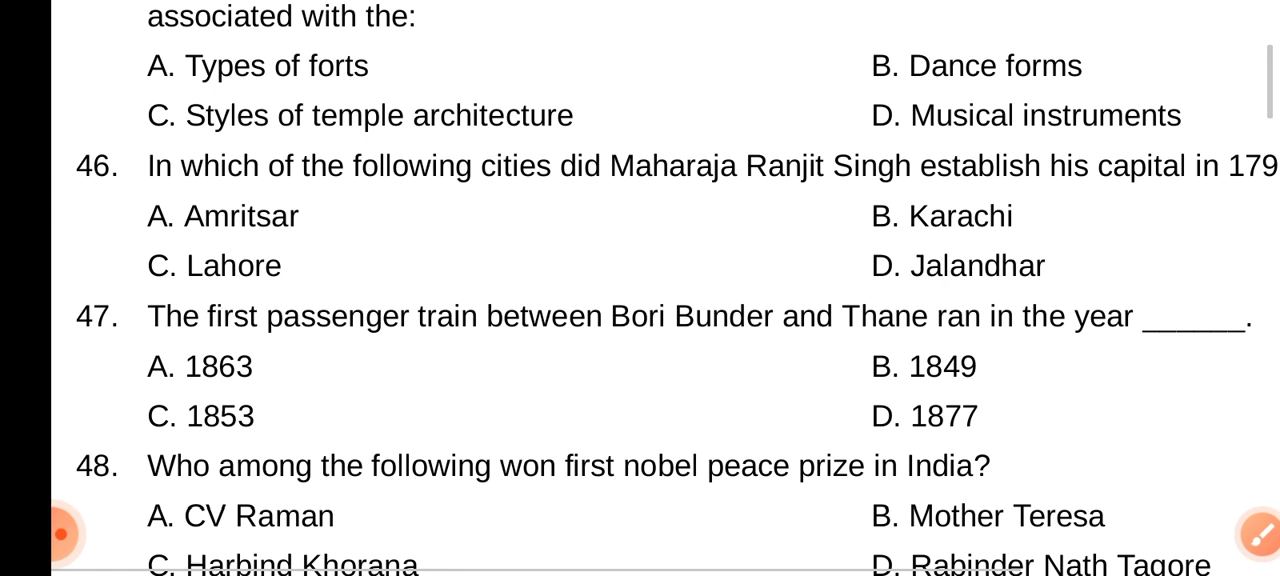 associated with the:
A. Types of forts B. Dance forms
C. Styles of temple architecture D. Musical instruments
46. In which of the following cities did Maharaja Ranjit Singh establish his capital in 179
A. Amritsar B. Karachi
C. Lahore D. Jalandhar
47. The first passenger train between Bori Bunder and Thane ran in the year ______.
A. 1863 B. 1849
C. 1853 D. 1877
48. Who among the following won first nobel peace prize in India?
A. CV Raman B. Mother Teresa
C. Harbind Khorana D. Rabinder Nath Tagore